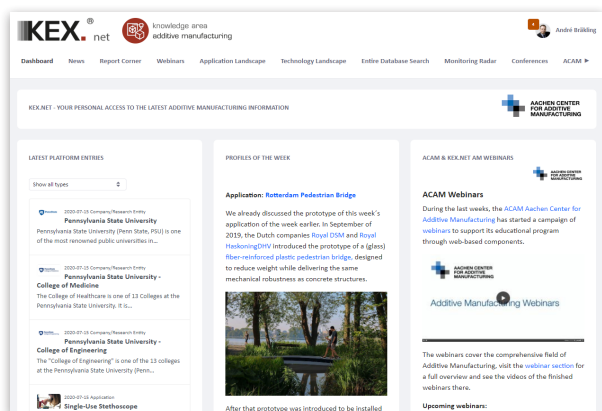 KEX.® net
knowledge area
additive manufacturing
4
André Bräkling
Dashboard News Report Corner Webinars Application Landscape Technology Landscape Entire Database Search Monitoring Radar Conferences ACAM ►
KEX.NET - YOUR PERSONAL ACCESS TO THE LATEST ADDITIVE MANUFACTURING INFORMATION
AACHEN CENTER
FOR ADDITIVE
MANUFACTURING
LATEST PLATFORM ENTRIES
Show all types
2020-07-15 Company/Research Entity
Pennsylvania State University
Pennsylvania State University (Penn State, PSU) is one
of the most renowned public universities in...
2020-07-15 Company/Research Entity
Pennsylvania State University -
College of Medicine
The College of Healthcare is one of 13 Colleges at the
Pennsylvania State University. It is...
2020-07-15 Company/Research Entity
Pennsylvania State University -
College of Engineering
The "College of Engineering" is one of the 13 colleges
at the Pennsylvania State University (Penn...
2020-07-15 Application
Single-Use Stethoscope
PROFILES OF THE WEEK
Application: Rotterdam Pedestrian Bridge
We already discussed the prototype of this week´s
application of the week earlier. In September of
2019, the Dutch companies Royal DSM and Royal
HaskoningDHV introduced the prototype of a (glass)
fiber-reinforced plastic pedestrian bridge, designed
to reduce weight while delivering the same
mechanical robustness as concrete structures.
After that prototype was introduced to be installed
ACAM & KEX.NET AM WEBINARS
AACHEN CENTER
FOR ADDITIVE
MANUFACTURING
ACAM Webinars
During the last weeks, the ACAM Aachen Center for
Additive Manufacturing has started a campaign of
webinars to support its educational program
through web-based components.
AACHEN CENTER
FOR ADDITIVE
MANUFACTURING
Additive Manufacturing Webinars
The webinars cover the comprehensive field of
Additive Manufacturing, visit the webinar section for
a full overview and see the videos of the finished
webinars there.
Upcoming webinars: